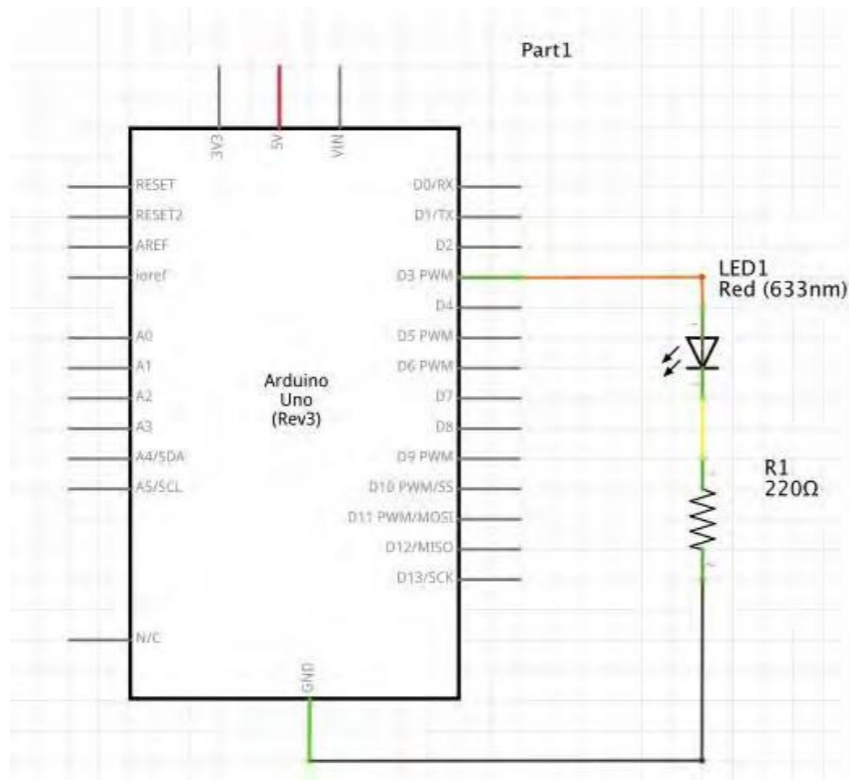 Part1
3V3
5V
VIN
RESET
RESET2
AREF
ioref
A0
A1
A2
A3
A4/SDA
A5/SCL
N/C
Arduino
Uno
(Rev3)
D0/RX
D1/TX
D2
D3 PWM
D4
D5 PWM
D6 PWM
D7
D8
D9 PWM
D10 PWM/SS
D11 PWM/MOSI
D12/MISO
D13/SCK
GND
LED1
Red (633nm)
R1
220Ω